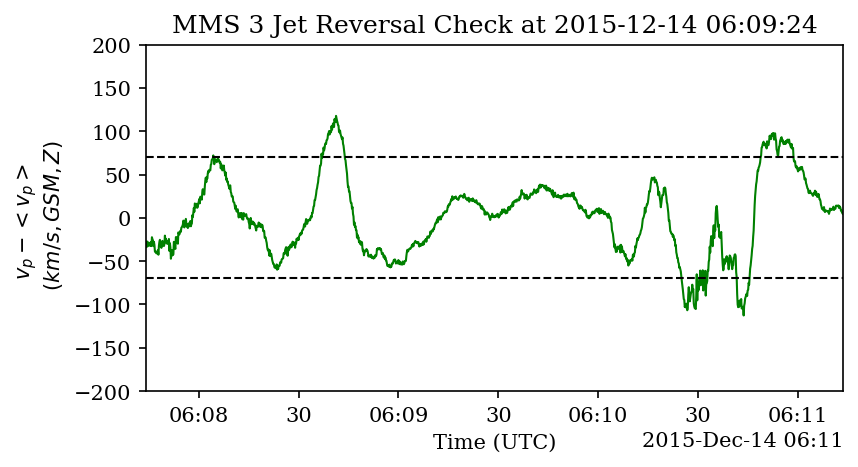 MMS 3 Jet Reversal Check at 2015-12-14 06:09:24
200
150
100
50
0
−50
−100
−150
−200
v_p − < v_p >
(km/s, GSM, Z)
06:08 30 06:09 30 06:10 30 06:11
Time (UTC) 2015-Dec-14 06:11